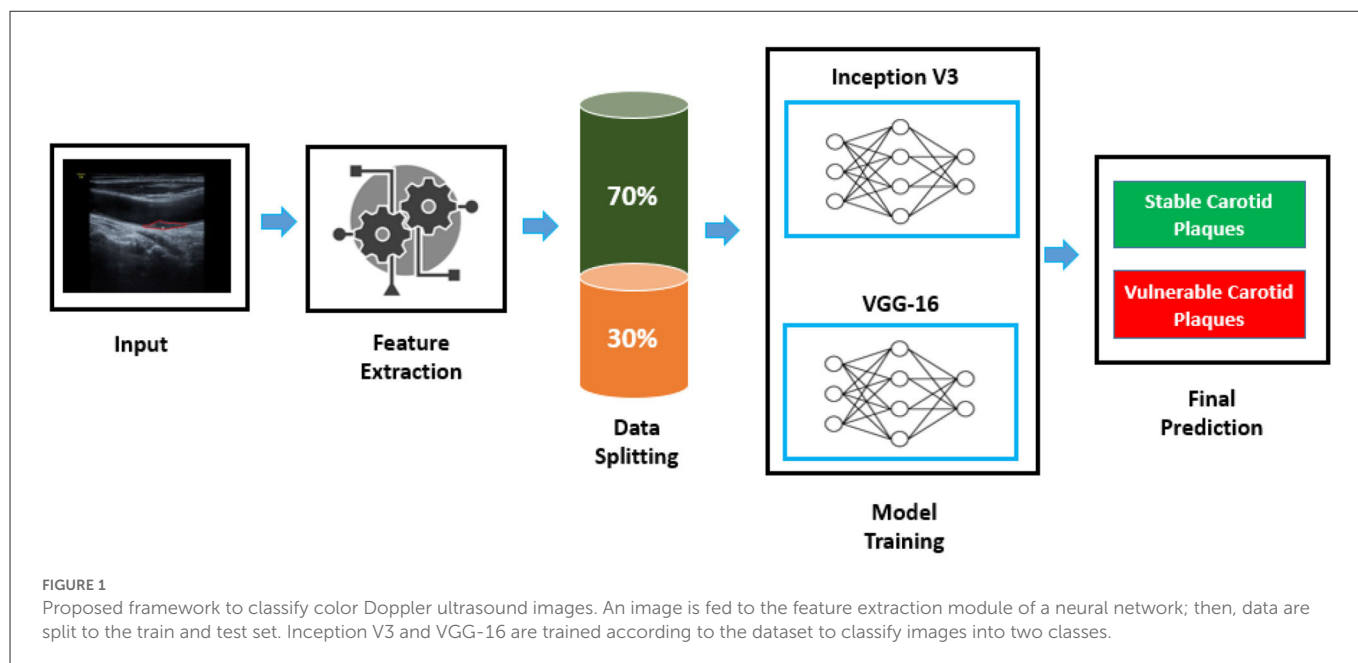 Input
Feature
Extraction
70%
30%
Data
Splitting
Inception V3
VGG-16
Model
Training
Stable Carotid
Plaques
Vulnerable Carotid
Plaques
Final
Prediction
FIGURE 1
Proposed framework to classify color Doppler ultrasound images. An image is fed to the feature extraction module of a neural network; then, data are
split to the train and test set. Inception V3 and VGG-16 are trained according to the dataset to classify images into two classes.